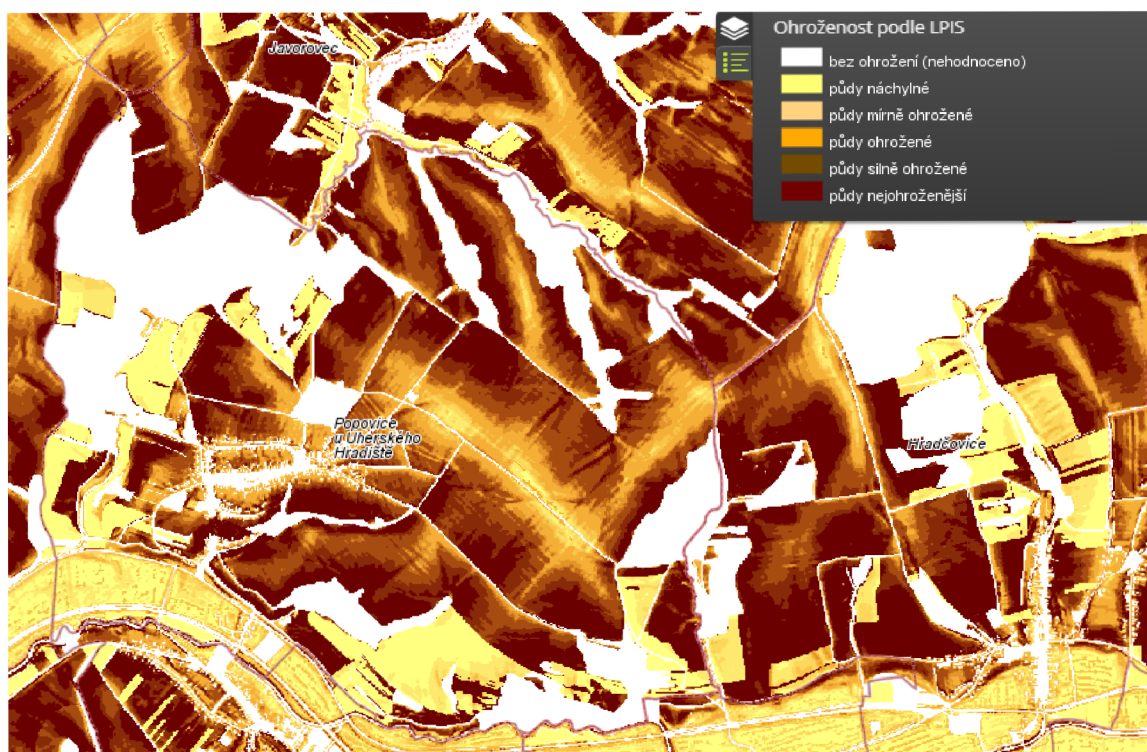 Ohroženost podle LPIS
bez ohrožení (nehodnoceno)
půdy náchylné
půdy mírně ohrožené
půdy ohrožené
půdy silně ohrožené
půdy nejohroženější
Javorovec
Popovice
u Uherského
Hradiště
Hradčovice